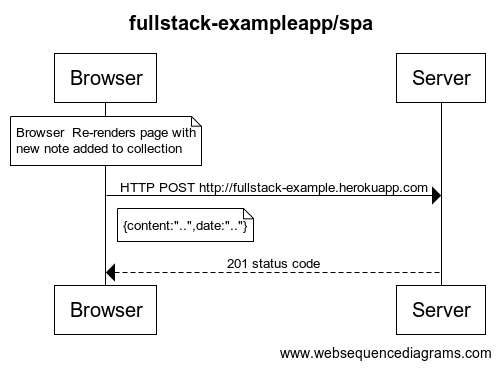 fullstack-exampleapp/spa
Browser
Server
Browser  Re-renders page with
new note added to collection
HTTP POST http://fullstack-example.herokuapp.com
{content:"..",date:".."}
201 status code
Browser
Server
www.websequencediagrams.com